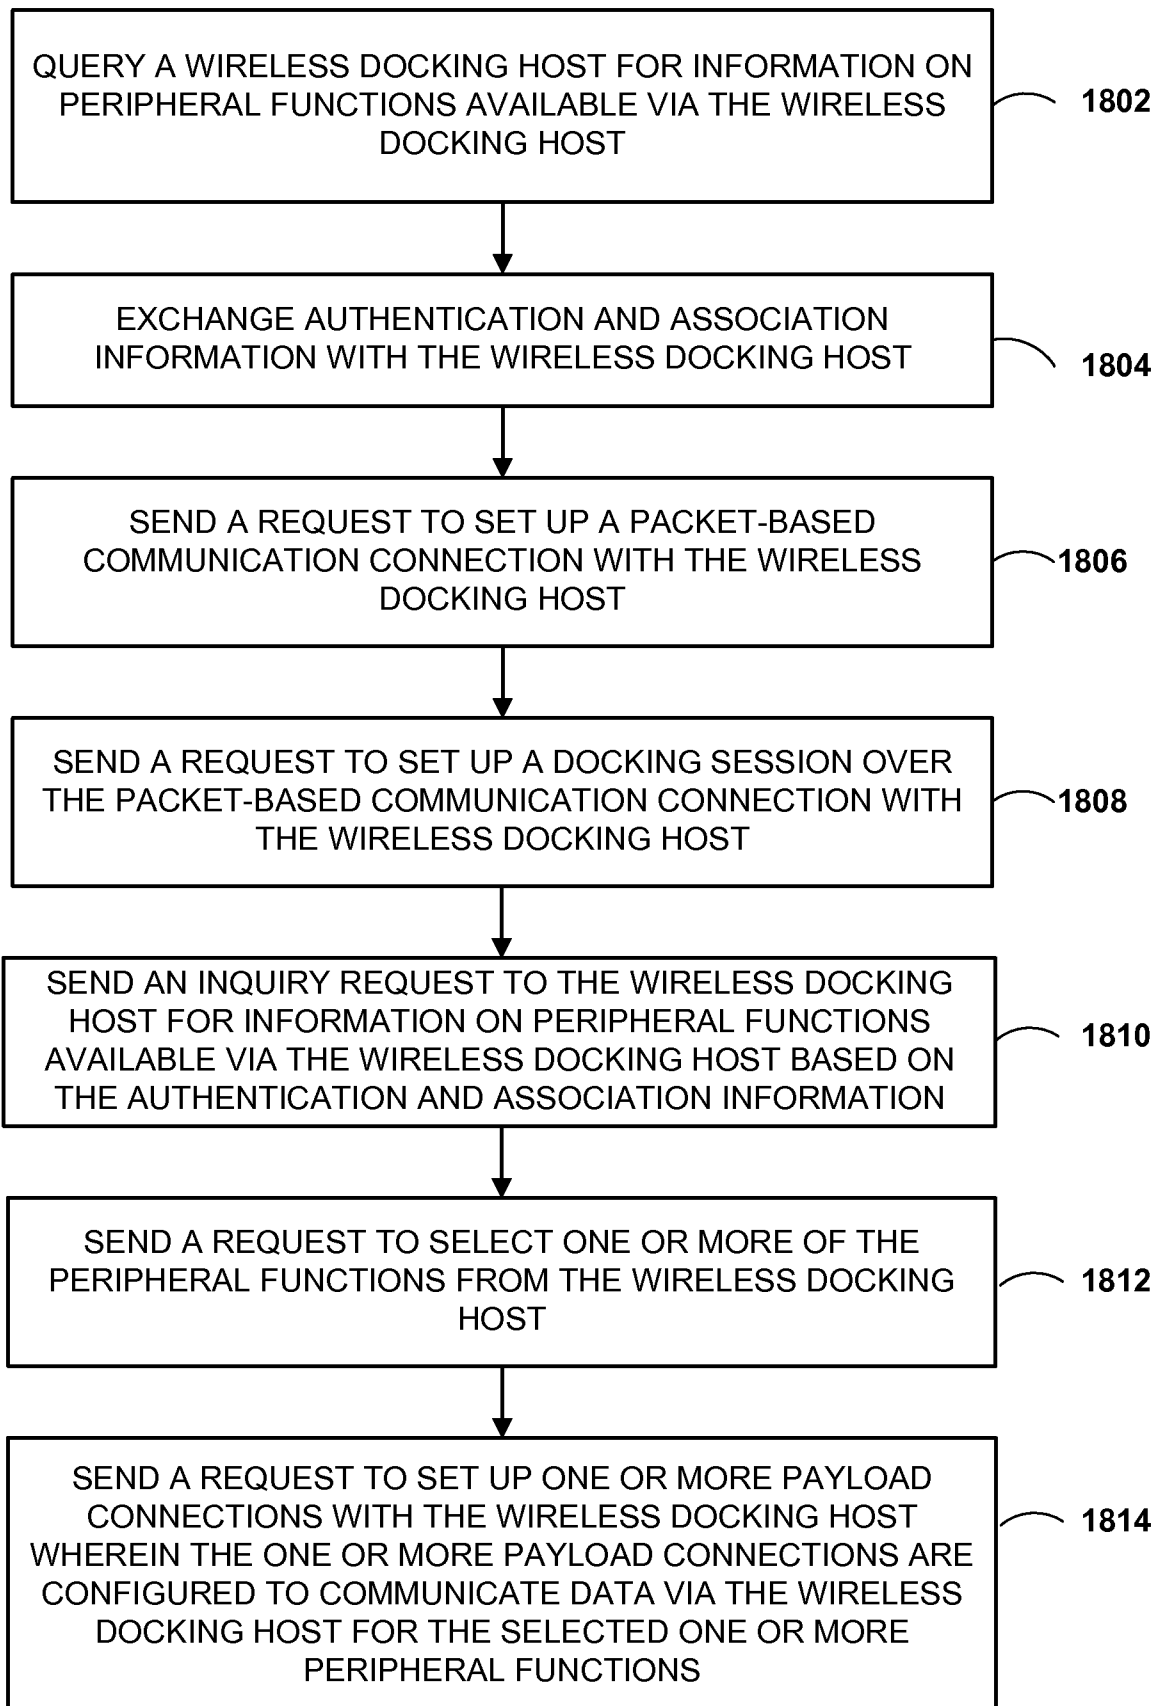 QUERY A WIRELESS DOCKING HOST FOR INFORMATION ON
PERIPHERAL FUNCTIONS AVAILABLE VIA THE WIRELESS
DOCKING HOST
1802
EXCHANGE AUTHENTICATION AND ASSOCIATION
INFORMATION WITH THE WIRELESS DOCKING HOST
1804
SEND A REQUEST TO SET UP A PACKET-BASED
COMMUNICATION CONNECTION WITH THE WIRELESS
DOCKING HOST
1806
SEND A REQUEST TO SET UP A DOCKING SESSION OVER
THE PACKET-BASED COMMUNICATION CONNECTION WITH
THE WIRELESS DOCKING HOST
1808
SEND AN INQUIRY REQUEST TO THE WIRELESS DOCKING
HOST FOR INFORMATION ON PERIPHERAL FUNCTIONS
AVAILABLE VIA THE WIRELESS DOCKING HOST BASED ON
THE AUTHENTICATION AND ASSOCIATION INFORMATION
1810
SEND A REQUEST TO SELECT ONE OR MORE OF THE
PERIPHERAL FUNCTIONS FROM THE WIRELESS DOCKING
HOST
1812
SEND A REQUEST TO SET UP ONE OR MORE PAYLOAD
CONNECTIONS WITH THE WIRELESS DOCKING HOST
WHEREIN THE ONE OR MORE PAYLOAD CONNECTIONS ARE
CONFIGURED TO COMMUNICATE DATA VIA THE WIRELESS
DOCKING HOST FOR THE SELECTED ONE OR MORE
PERIPHERAL FUNCTIONS
1814